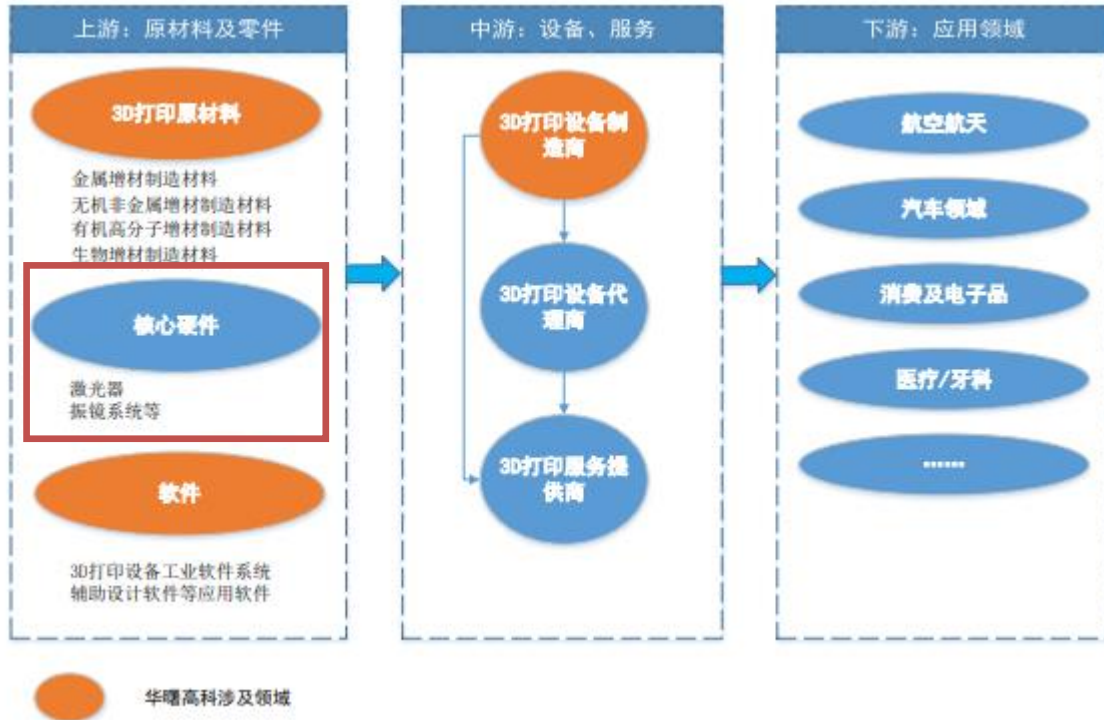 上游：原材料及零件
3D打印原材料
金属增材制造材料
无机非金属增材制造材料
有机高分子增材制造材料
生物增材制造材料
核心硬件
激光器
振镜系统等
软件
3D打印设备工业软件系统
辅助设计软件等应用软件
中游：设备、服务
3D打印设备制
造商
3D打印设备代
理商
3D打印服务提
供商
下游：应用领域
航空航天
汽车领域
消费及电子品
医疗/牙科
……
华曙高科涉及领域